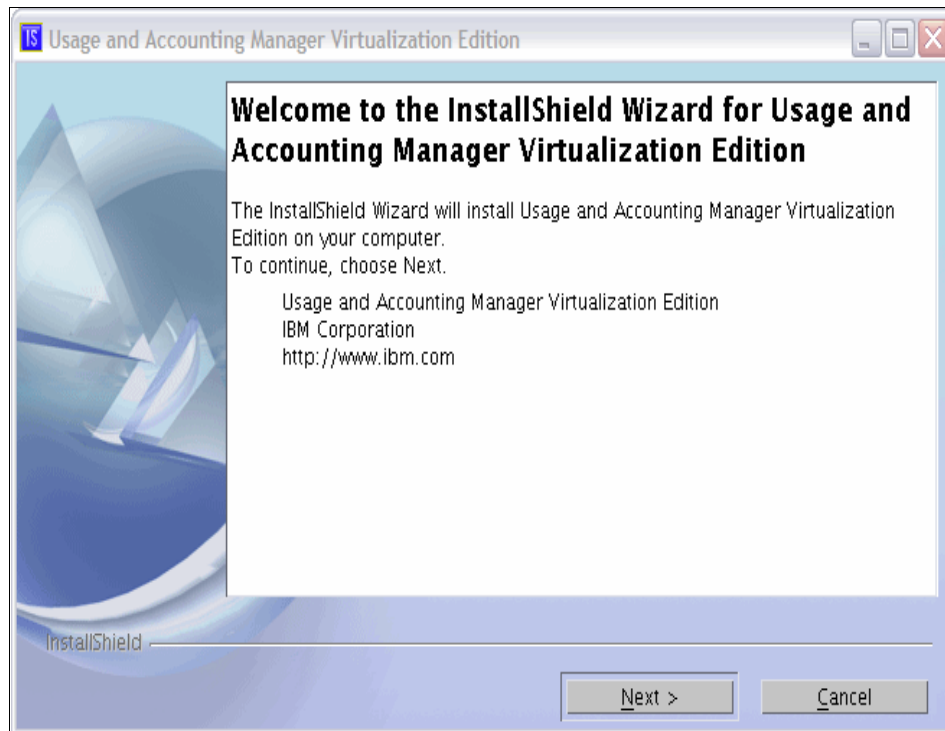 IS Usage and Accounting Manager Virtualization Edition
Welcome to the InstallShield Wizard for Usage and
Accounting Manager Virtualization Edition
The InstallShield Wizard will install Usage and Accounting Manager Virtualization
Edition on your computer.
To continue, choose Next.
Usage and Accounting Manager Virtualization Edition
IBM Corporation
http://www.ibm.com
InstallShield
Next > Cancel